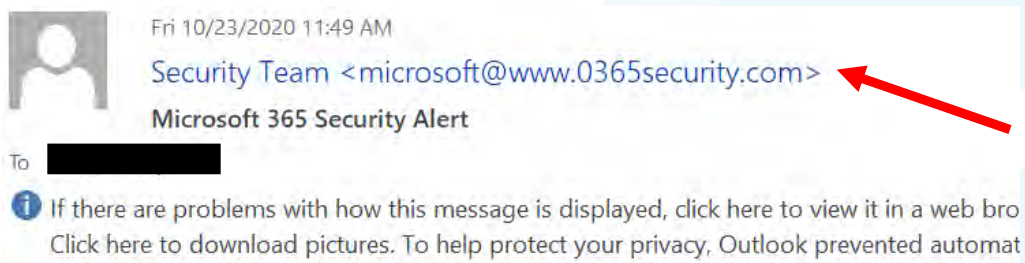 Fri 10/23/2020 11:49 AM
Security Team <microsoft@www.0365security.com>
Microsoft 365 Security Alert
To
If there are problems with how this message is displayed, click here to view it in a web bro
Click here to download pictures. To help protect your privacy, Outlook prevented automat